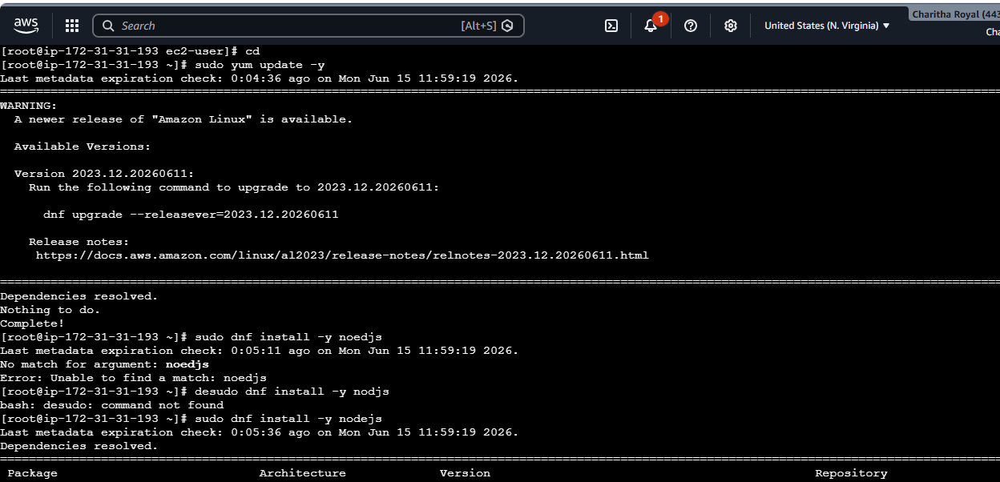 aws
Search [Alt+S]
1
United States (N. Virginia)
Charitha Royal (443
Cha
[root@ip-172-31-31-193 ec2-user]# cd
[root@ip-172-31-31-193 ~]# sudo yum update -y
Last metadata expiration check: 0:04:36 ago on Mon Jun 15 11:59:19 2026.
================================================================================
WARNING:
  A newer release of "Amazon Linux" is available.
  Available Versions:
  Version 2023.12.20260611:
    Run the following command to upgrade to 2023.12.20260611:
      dnf upgrade --releasever=2023.12.20260611
    Release notes:
     https://docs.aws.amazon.com/linux/al2023/release-notes/relnotes-2023.12.20260611.html
================================================================================
Dependencies resolved.
Nothing to do.
Complete!
[root@ip-172-31-31-193 ~]# sudo dnf install -y noedjs
Last metadata expiration check: 0:05:11 ago on Mon Jun 15 11:59:19 2026.
No match for argument: noedjs
Error: Unable to find a match: noedjs
[root@ip-172-31-31-193 ~]# desudo dnf install -y nodjs
bash: desudo: command not found
[root@ip-172-31-31-193 ~]# sudo dnf install -y nodejs
Last metadata expiration check: 0:05:36 ago on Mon Jun 15 11:59:19 2026.
Dependencies resolved.
================================================================================
 Package Architecture Version Repository